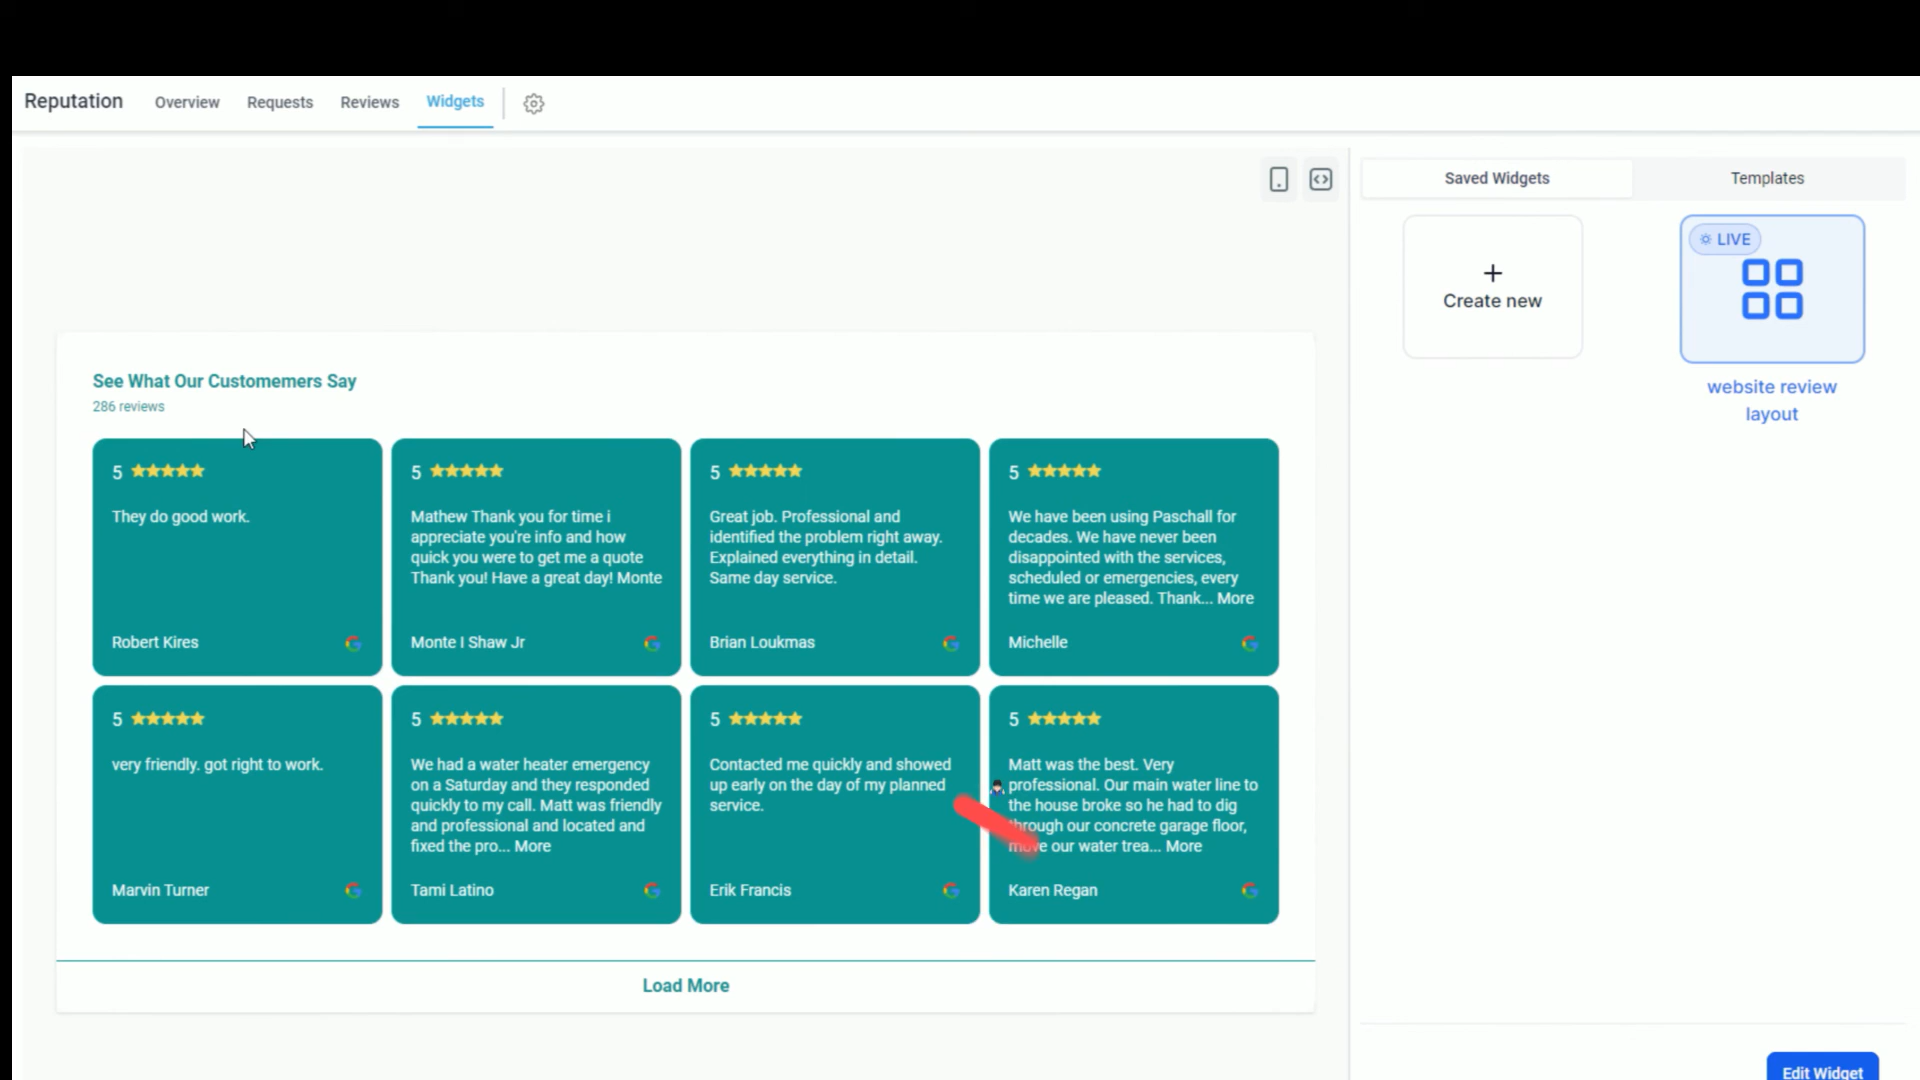 Reputation Overview Requests Reviews Widgets
Saved Widgets Templates
LIVE
+
Create new
website review
layout
See What Our Customemers Say
286 reviews
5
They do good work.
Robert Kires
5
Mathew Thank you for time i
appreciate you're info and how
quick you were to get me a quote
Thank you! Have a great day! Monte
Monte I Shaw Jr
5
Great job. Professional and
identified the problem right away.
Explained everything in detail.
Same day service.
Brian Loukmas
5
We have been using Paschall for
decades. We have never been
disappointed with the services,
scheduled or emergencies, every
time we are pleased. Thank... More
Michelle
5
very friendly. got right to work.
Marvin Turner
5
We had a water heater emergency
on a Saturday and they responded
quickly to my call. Matt was friendly
and professional and located and
fixed the pro... More
Tami Latino
5
Contacted me quickly and showed
up early on the day of my planned
service.
Erik Francis
5
Matt was the best. Very
professional. Our main water line to
the house broke so he had to dig
through our concrete garage floor,
move our water trea... More
Karen Regan
Load More
Edit Widget